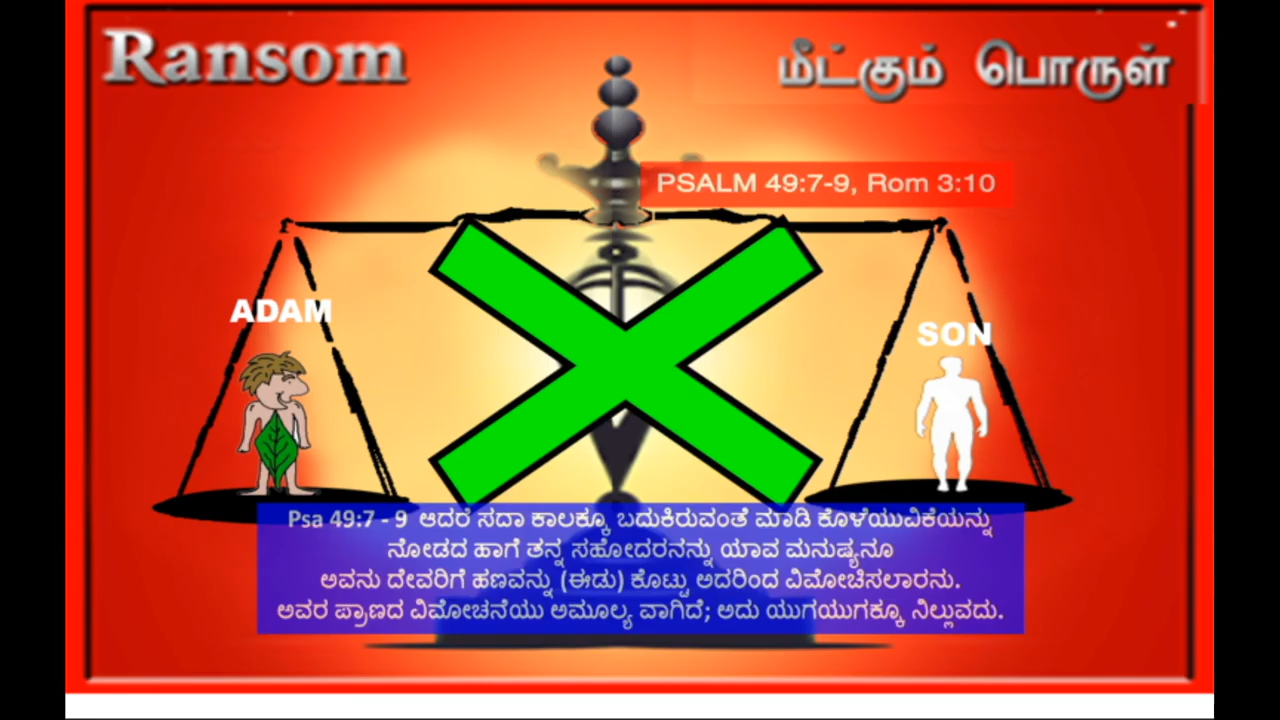 Ransom
மீட்கும் பொருள்
PSALM 49:7-9, Rom 3:10
ADAM
SON
Psa 49:7 - 9 ಆದರೆ ಸದಾ ಕಾಲಕ್ಕೂ ಬದುಕಿರುವಂತೆ ಮಾಡಿ ಕೊಳೆಯುವಿಕೆಯನ್ನು
ನೋಡದ ಹಾಗೆ ತನ್ನ ಸಹೋದರನನ್ನು ಯಾವ ಮನುಷ್ಯನೂ
ಅವನು ದೇವರಿಗೆ ಹಣವನ್ನು (ಈಡು) ಕೊಟ್ಟು ಅದರಿಂದ ವಿಮೋಚಿಸಲಾರನು.
ಅವರ ಪ್ರಾಣದ ವಿಮೋಚನೆಯು ಅಮೂಲ್ಯ ವಾಗಿದೆ; ಅದು ಯುಗಯುಗಕ್ಕೂ ನಿಲ್ಲುವದು.